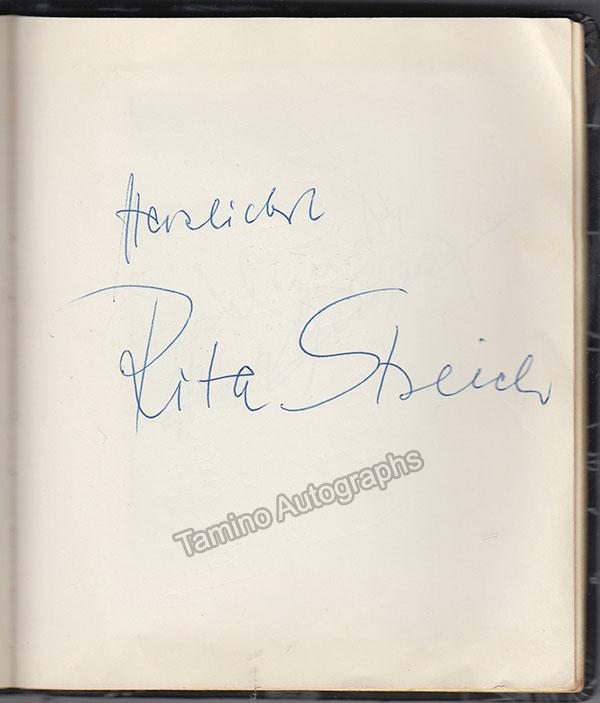 Herzlichst
Rita Streich
Tamino Autographs